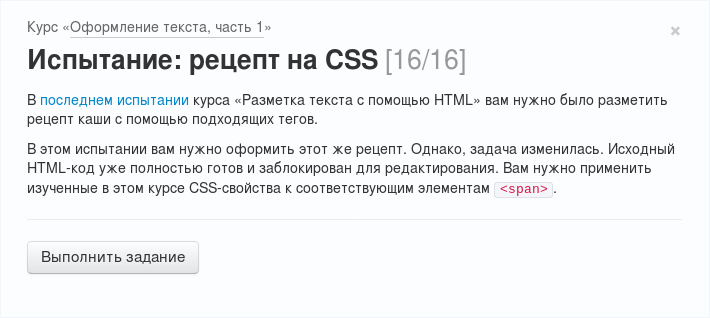 Курс «Оформление текста, часть 1»
×
Испытание: рецепт на CSS [16/16]
В последнем испытании курса «Разметка текста с помощью HTML» вам нужно было разметить
рецепт каши с помощью подходящих тегов.
В этом испытании вам нужно оформить этот же рецепт. Однако, задача изменилась. Исходный
HTML-код уже полностью готов и заблокирован для редактирования. Вам нужно применить
изученные в этом курсе CSS-свойства к соответствующим элементам <span>.
Выполнить задание